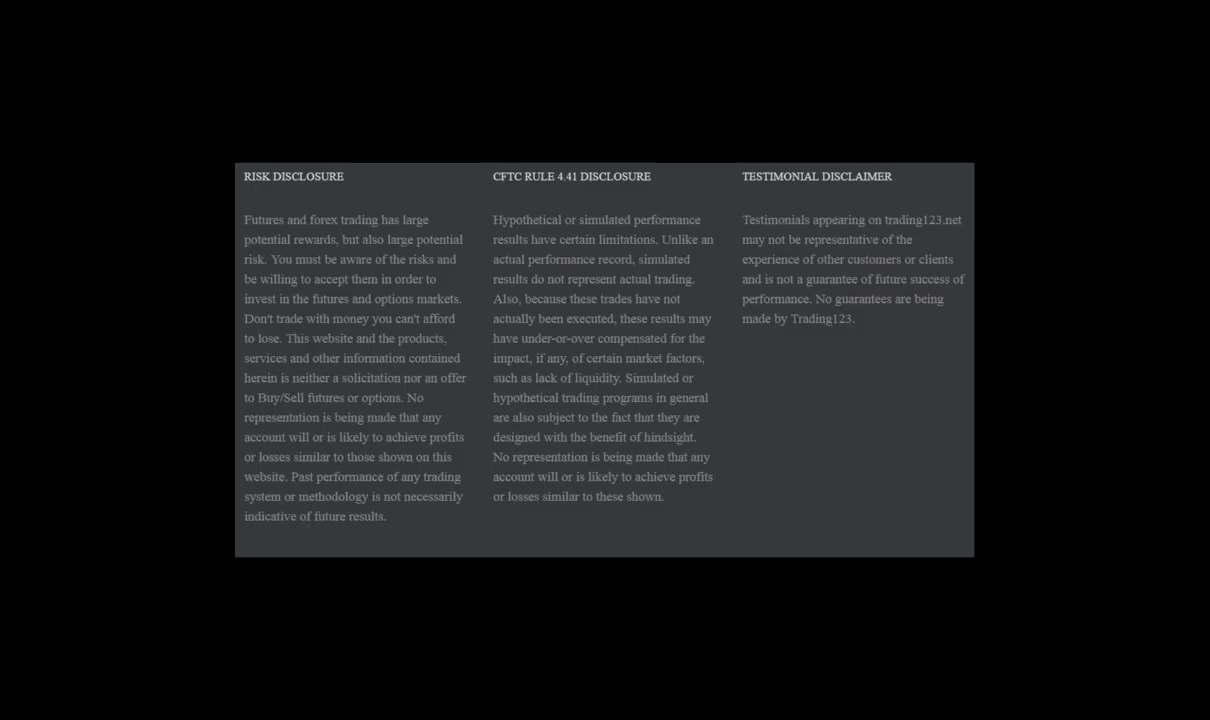 RISK DISCLOSURE
Futures and forex trading has large
potential rewards, but also large potential
risk. You must be aware of the risks and
be willing to accept them in order to
invest in the futures and options markets.
Don't trade with money you can't afford
to lose. This website and the products,
services and other information contained
herein is neither a solicitation nor an offer
to Buy/Sell futures or options. No
representation is being made that any
account will or is likely to achieve profits
or losses similar to those shown on this
website. Past performance of any trading
system or methodology is not necessarily
indicative of future results.
CFTC RULE 4.41 DISCLOSURE
Hypothetical or simulated performance
results have certain limitations. Unlike an
actual performance record, simulated
results do not represent actual trading.
Also, because these trades have not
actually been executed, these results may
have under-or-over compensated for the
impact, if any, of certain market factors,
such as lack of liquidity. Simulated or
hypothetical trading programs in general
are also subject to the fact that they are
designed with the benefit of hindsight.
No representation is being made that any
account will or is likely to achieve profits
or losses similar to these shown.
TESTIMONIAL DISCLAIMER
Testimonials appearing on trading123.net
may not be representative of the
experience of other customers or clients
and is not a guarantee of future success of
performance. No guarantees are being
made by Trading123.